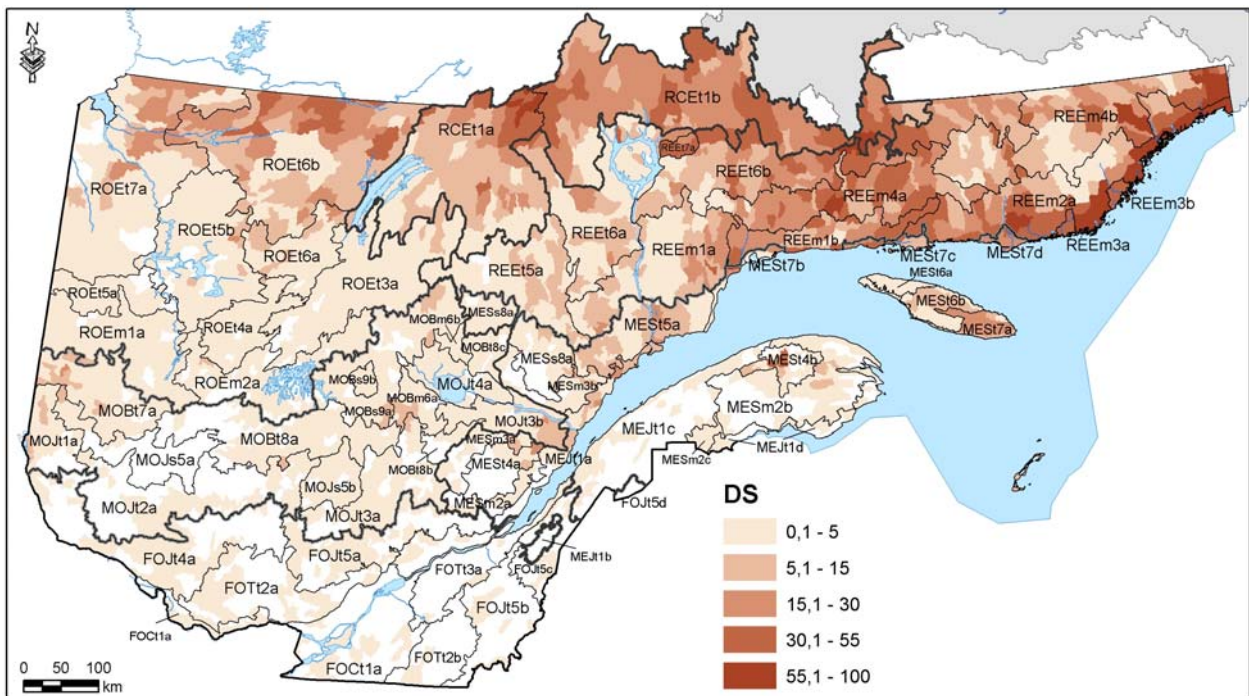 N
RCEt1b
RCEt1a
REEm4b
ROEt6b
REEt7a
REEt6b
ROEt7a
REEm4a
REEm2a
REEm3b
ROEt5b
REEt6a
REEm1a
REEm1b
REEm3a
ROEt6a
MESt7c
MESt7d
MESt7b
MESt6a
REEt5a
ROEt3a
ROEt5a
MESt6b
ROEm1a
MESs8a
MOBm6b
MESt5a
MESt7a
ROEt4a
MOBt8c
MESs8a
MESt4b
ROEm2a
MOBs9b
MOJt4a
MESm3b
MOBm6a
MESm2b
MOBt7a
MOBs9a
MOJt3b
MEJt1c
MOJt1a
MOBt8a
MESm3a
MEJt1d
MOJs5a
MEJt1a
MESm2c
MESt4a
MOBt8b
MOJs5b
FOJt5d
MOJt2a
MESm2a
MOJt3a
DS
0,1 - 5
5,1 - 15
15,1 - 30
30,1 - 55
55,1 - 100
FOJt4a
FOJt5a
MEJt1b
FOTt3a
FOJt5c
FOTt2a
FOJt5b
FOCt1a
FOTt2b
FOCt1a
0 50 100
km